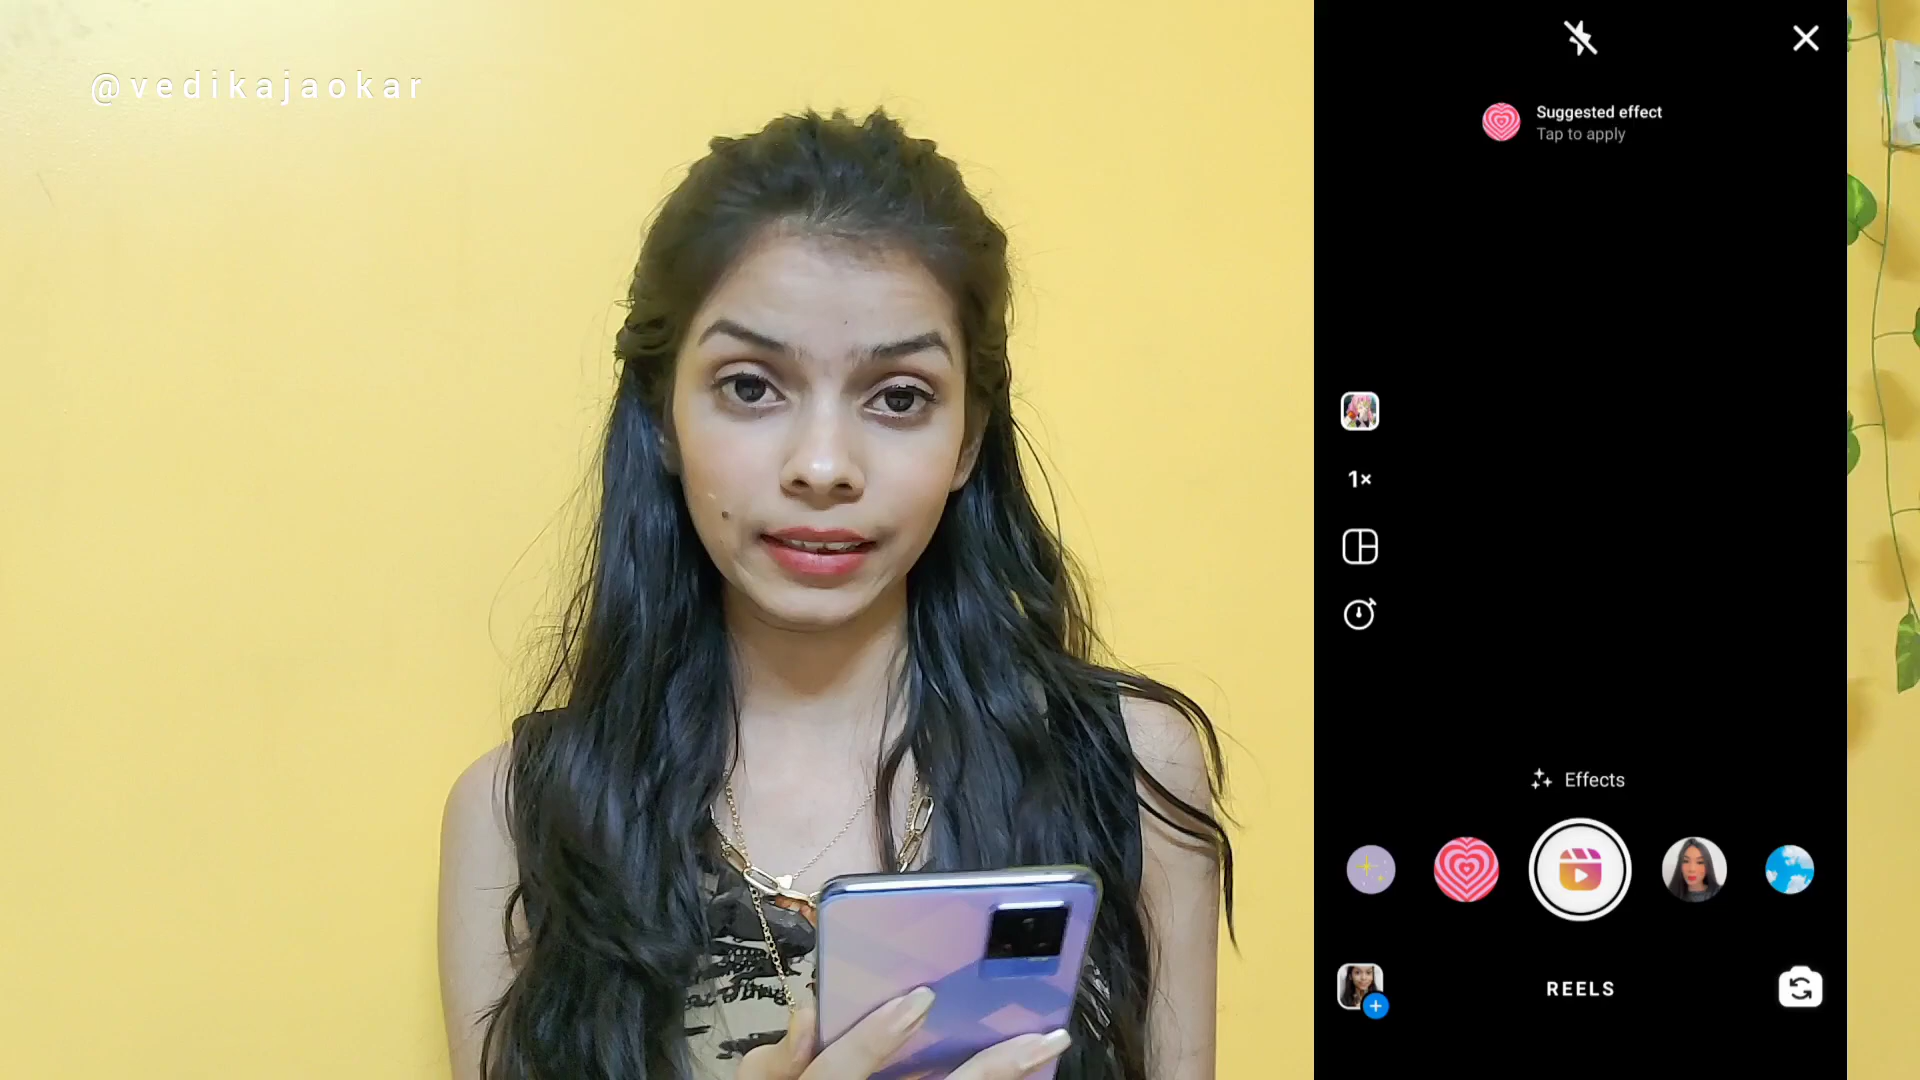 @vedikajaokar
Suggested effect
Tap to apply
1×
Effects
REELS